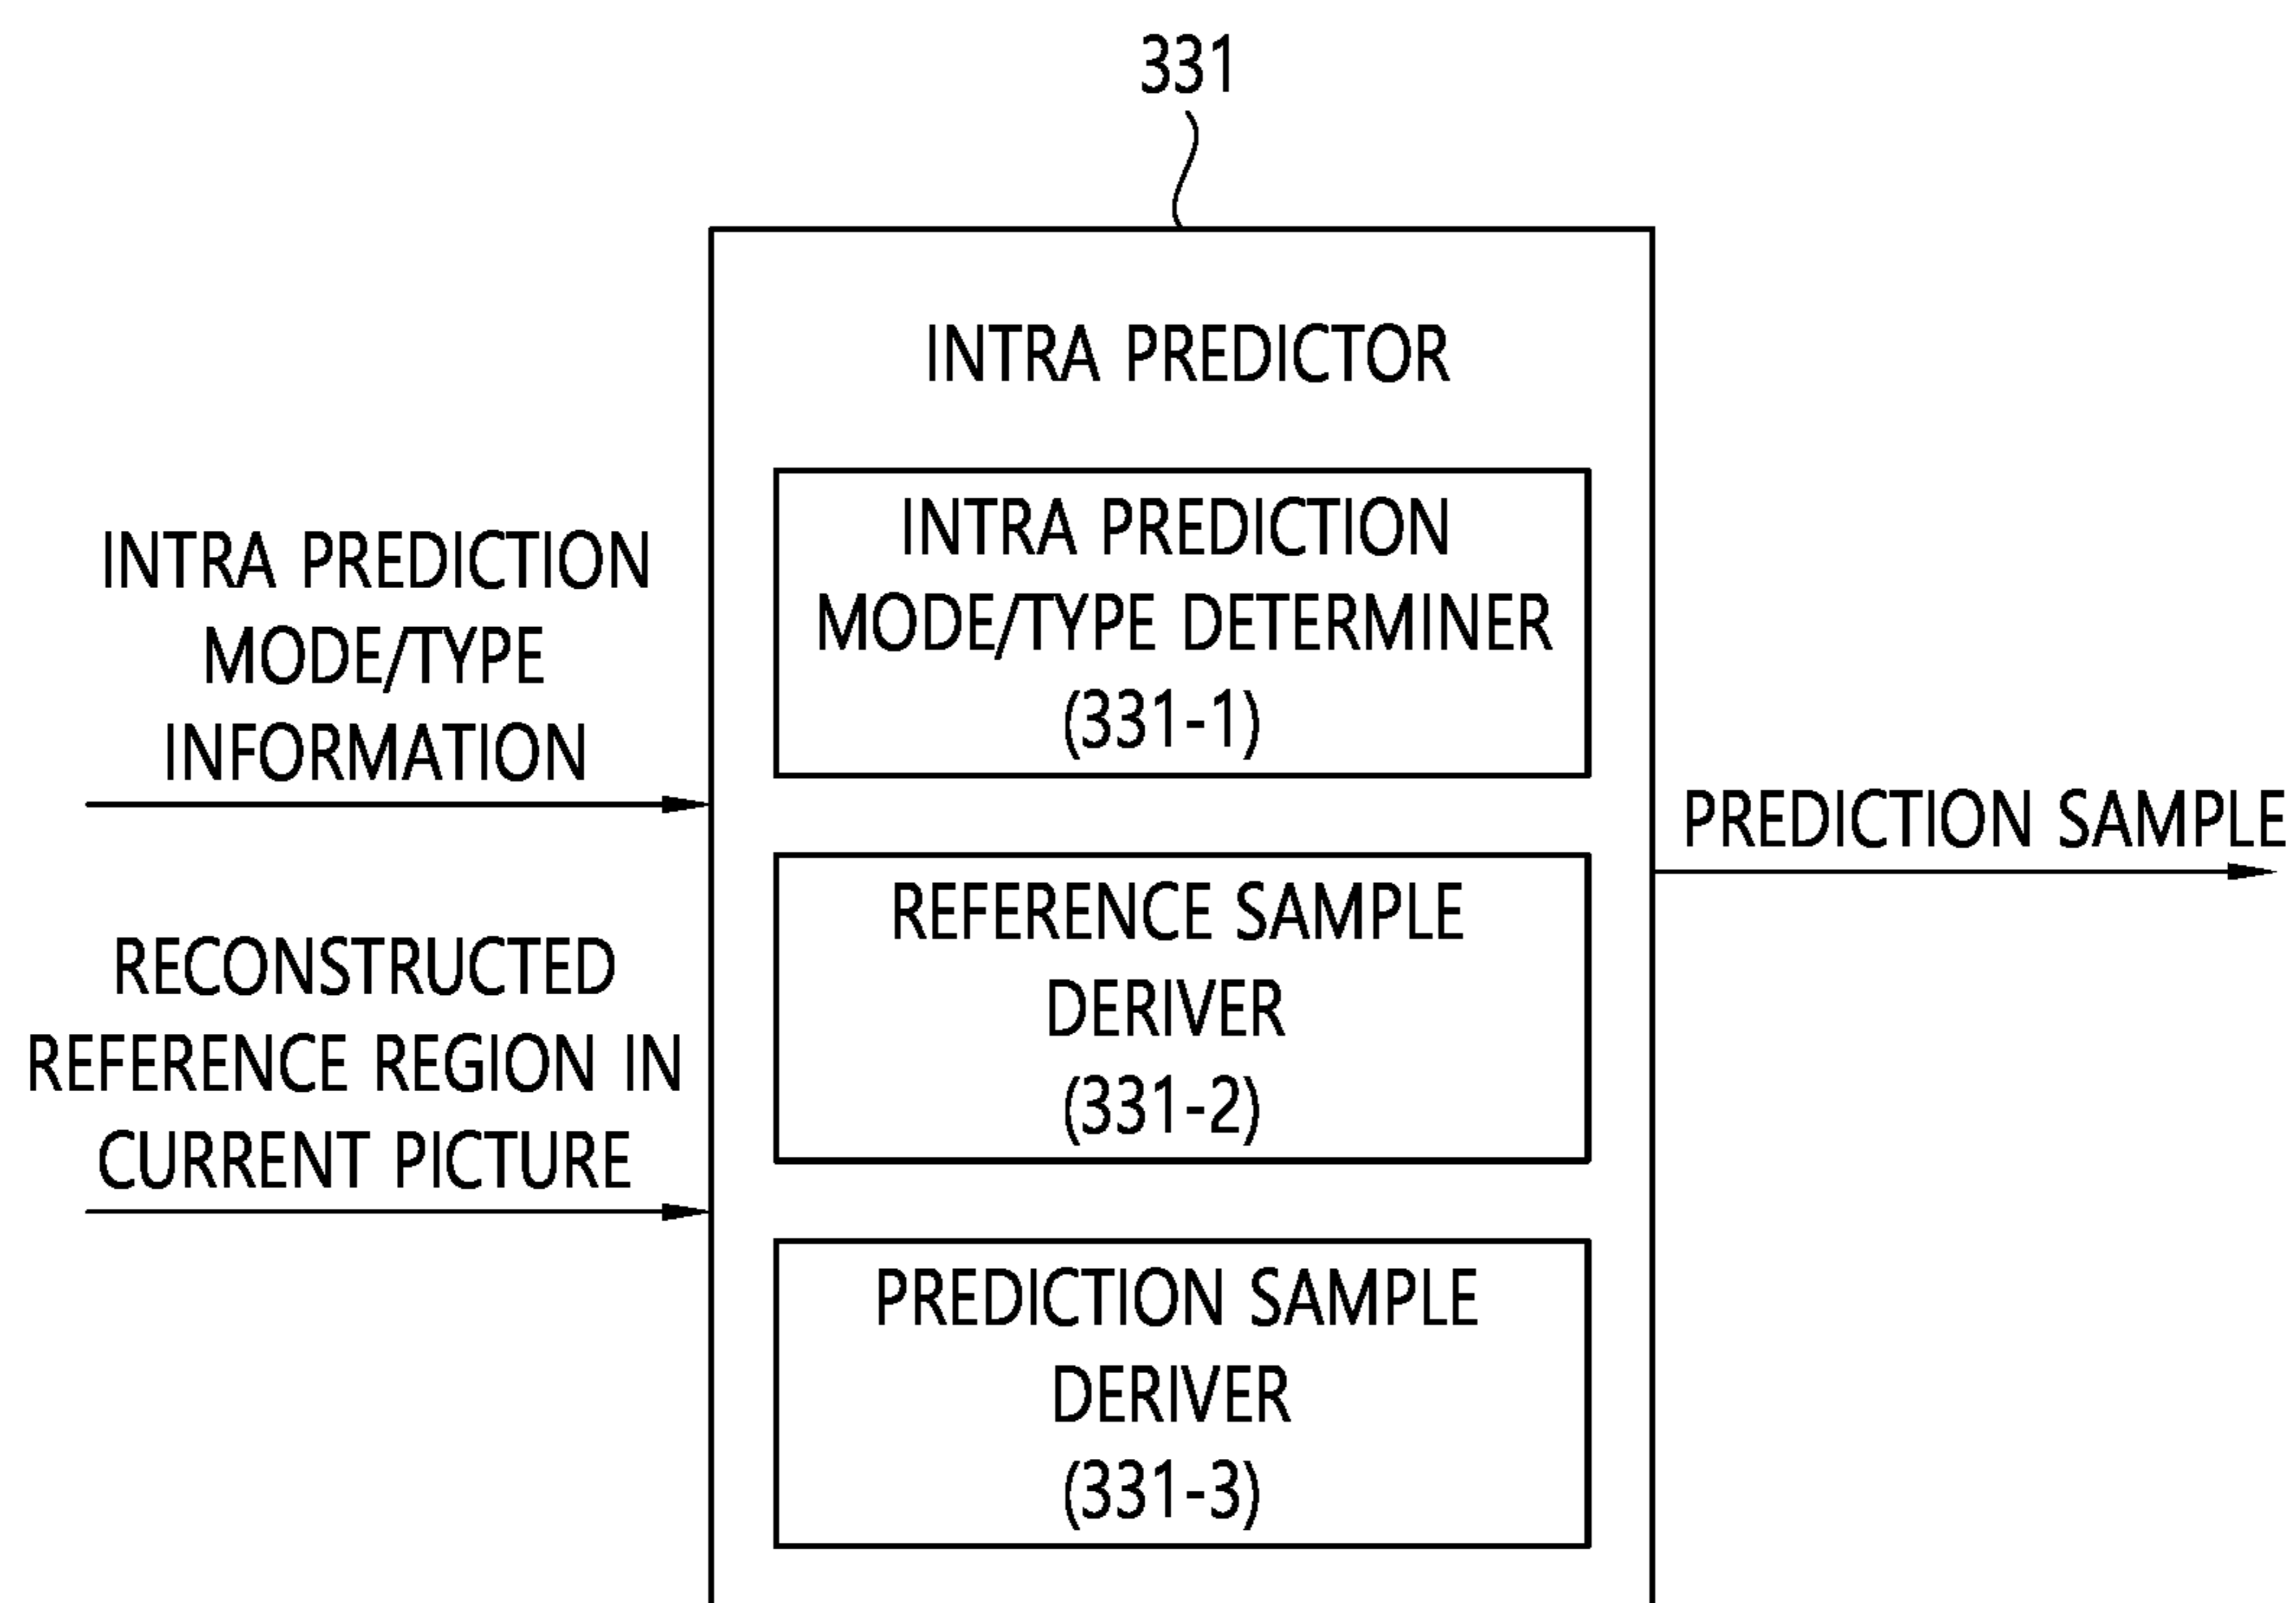 331
INTRA PREDICTOR
INTRA PREDICTION
MODE/TYPE
INFORMATION
RECONSTRUCTED
REFERENCE REGION IN
CURRENT PICTURE
INTRA PREDICTION
MODE/TYPE DETERMINER
(331-1)
REFERENCE SAMPLE
DERIVER
(331-2)
PREDICTION SAMPLE
DERIVER
(331-3)
PREDICTION SAMPLE